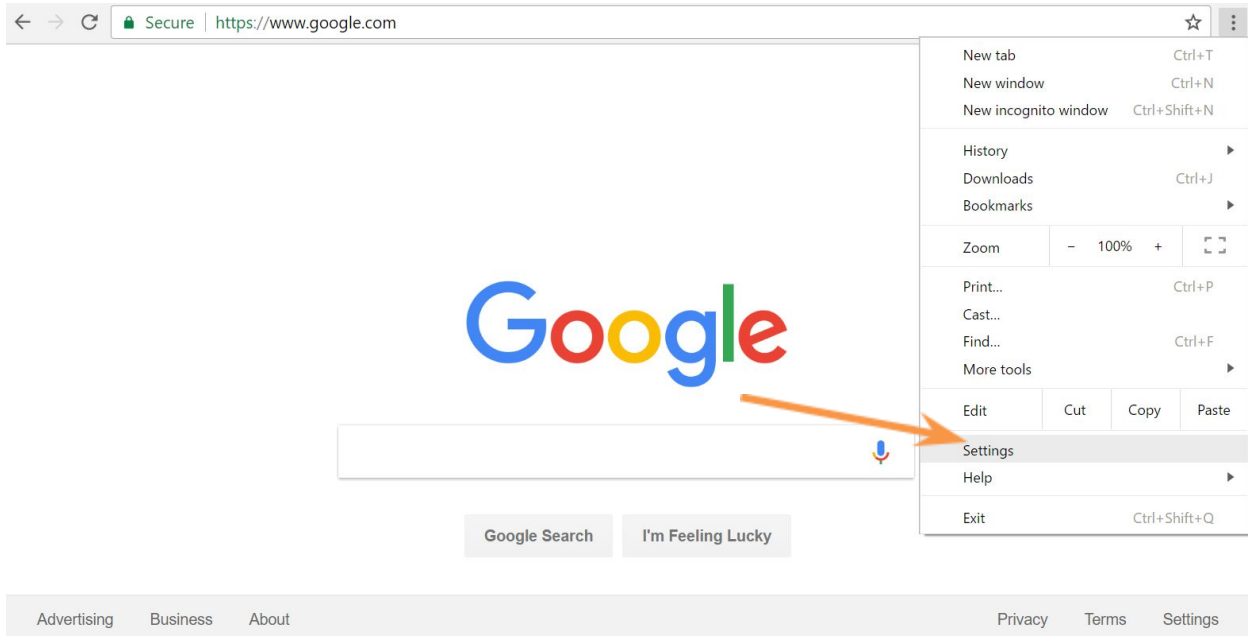 Secure https://www.google.com
New tab Ctrl+T
New window Ctrl+N
New incognito window Ctrl+Shift+N
History
Downloads Ctrl+J
Bookmarks
Zoom - 100% +
Print... Ctrl+P
Cast...
Find... Ctrl+F
More tools
Edit Cut Copy Paste
Settings
Help
Exit Ctrl+Shift+Q
Google
Google Search I'm Feeling Lucky
Advertising Business About Privacy Terms Settings